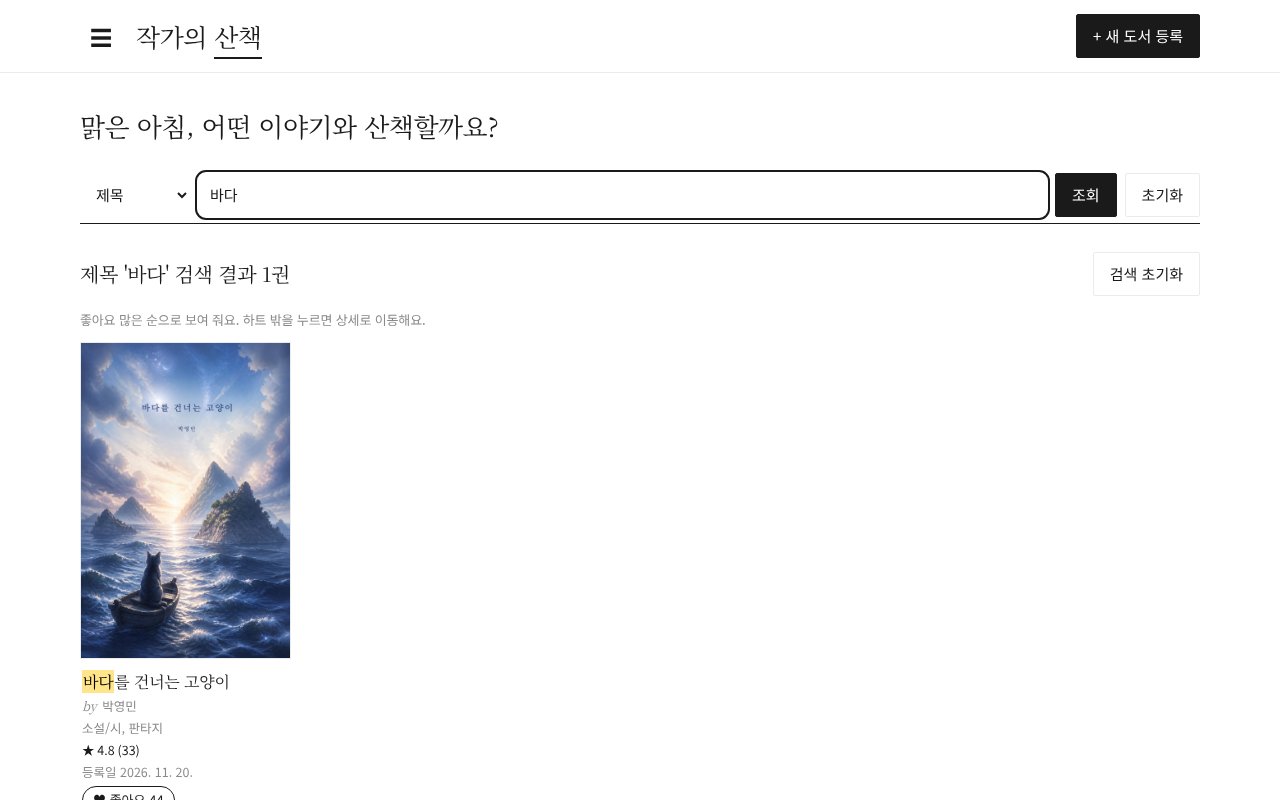 ☰ 작가의 산책
+ 새 도서 등록
맑은 아침, 어떤 이야기와 산책할까요?
제목 바다 조회 초기화
제목 '바다' 검색 결과 1권
검색 초기화
좋아요 많은 순으로 보여 줘요. 하트 밖을 누르면 상세로 이동해요.
바다를 건너는 고양이
박영민
바다를 건너는 고양이
by 박영민
소설/시, 판타지
★ 4.8 (33)
등록일 2026. 11. 20.
♥ 좋아요 44